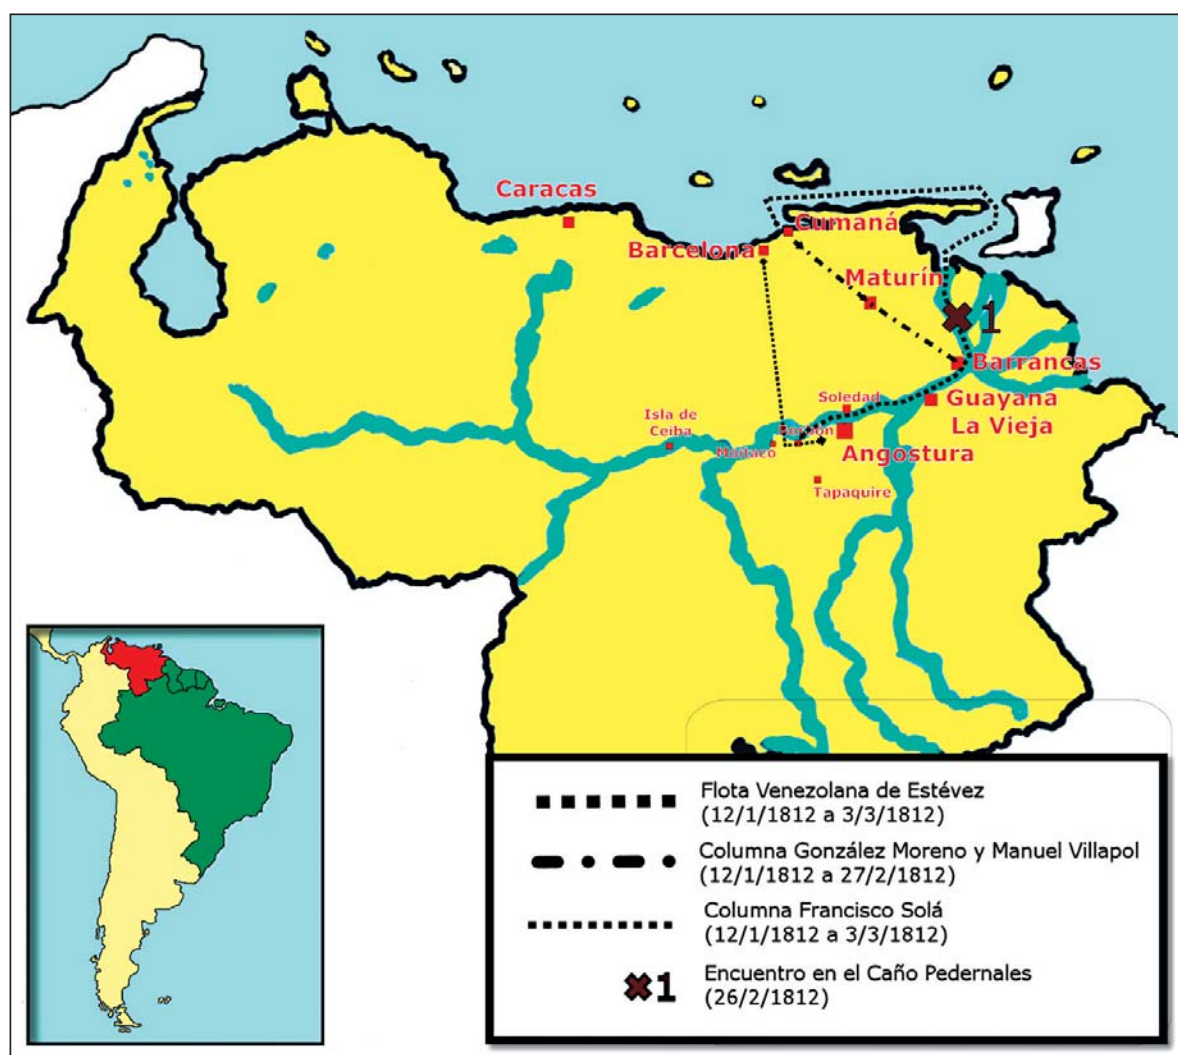 Caracas
Cumaná
Barcelona
Maturín
1
Barrancas
Soledad
Guayana
La Vieja
Isla de
Ceiba
Moitaco
Angostura
Tapaquire
Flota Venezolana de Estévez
(12/1/1812 a 3/3/1812)
Columna González Moreno y Manuel Villapol
(12/1/1812 a 27/2/1812)
Columna Francisco Solá
(12/1/1812 a 3/3/1812)
1 Encuentro en el Caño Pedernales
(26/2/1812)